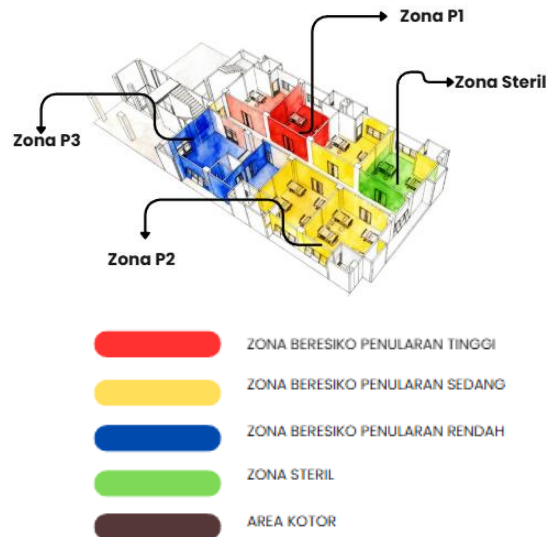 Zona P1
Zona Steril
Zona P3
Zona P2
ZONA BERESIKO PENULARAN TINGGI
ZONA BERESIKO PENULARAN SEDANG
ZONA BERESIKO PENULARAN RENDAH
ZONA STERIL
AREA KOTOR